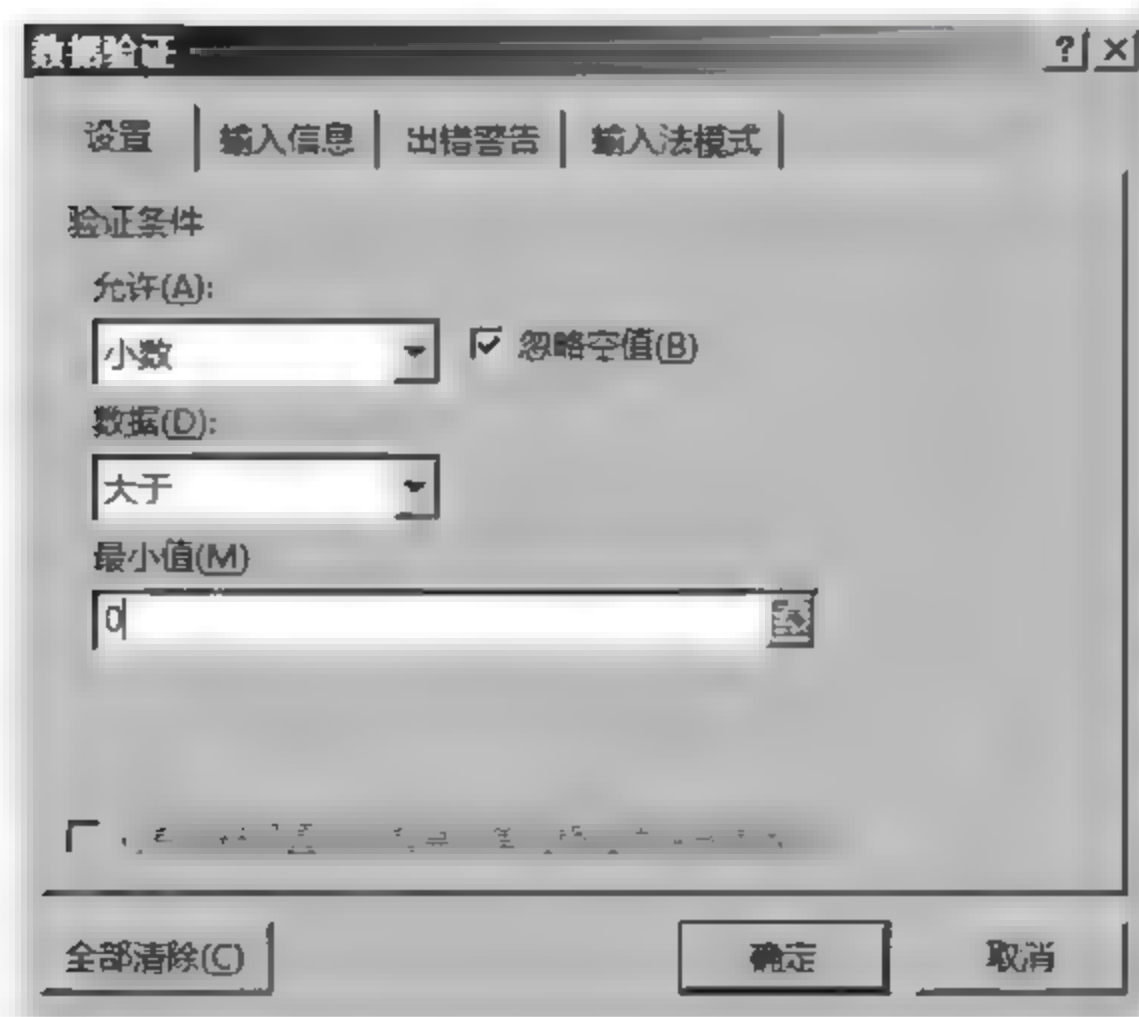 数据验证
设置 输入信息 出错警告 输入法模式
验证条件
允许(A):
小数 忽略空值(B)
数据(D):
大于
最小值(M)
0
全部清除(C) 确定 取消